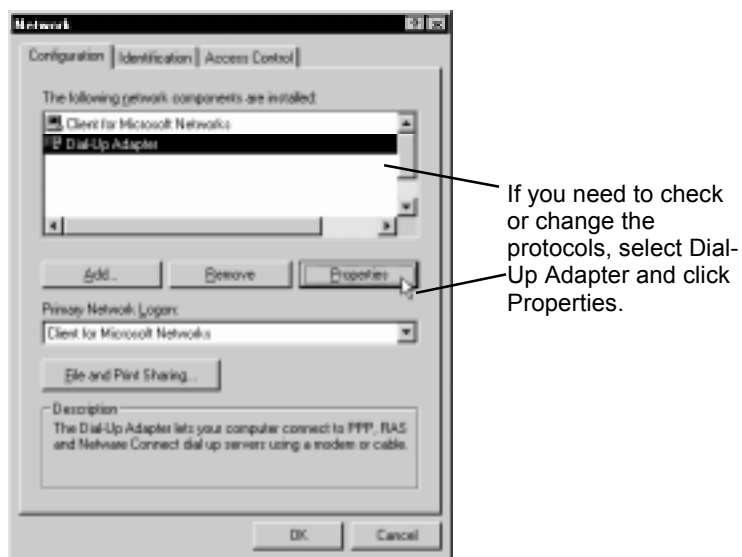 Network
Configuration Identification Access Control
The following network components are installed:
Client for Microsoft Networks
Dial-Up Adapter
Add... Remove Properties
Primary Network Logon:
Client for Microsoft Networks
File and Print Sharing...
Description
The Dial-Up Adapter lets your computer connect to PPP, RAS
and Netware Connect dial up servers using a modem or cable.
OK Cancel
If you need to check
or change the
protocols, select Dial-
Up Adapter and click
Properties.